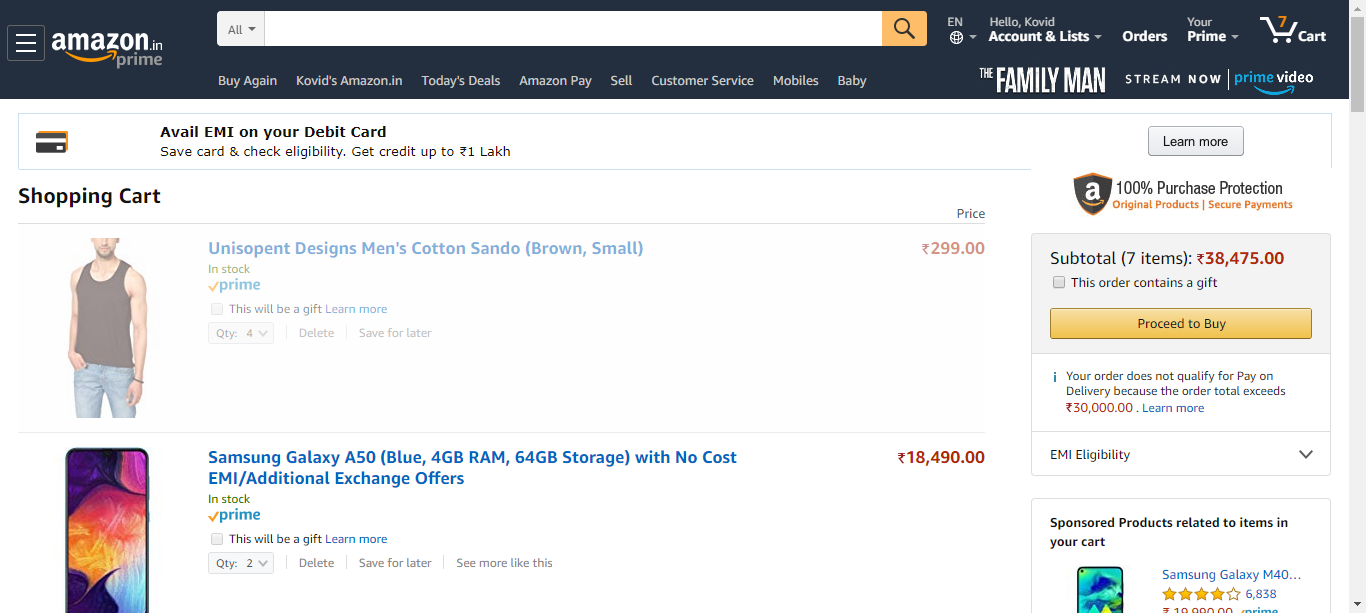 amazon.in
prime
All
EN
Hello, Kovid
Account & Lists
Orders
Your
Prime
7
Cart
Buy Again
Kovid's Amazon.in
Today's Deals
Amazon Pay
Sell
Customer Service
Mobiles
Baby
THE FAMILY MAN
STREAM NOW
prime video
Avail EMI on your Debit Card
Save card & check eligibility. Get credit up to ₹1 Lakh
Learn more
Shopping Cart
Price
Unisopent Designs Men's Cotton Sando (Brown, Small)
₹299.00
In stock
prime
This will be a gift Learn more
Qty: 4
Delete
Save for later
Samsung Galaxy A50 (Blue, 4GB RAM, 64GB Storage) with No Cost
EMI/Additional Exchange Offers
₹18,490.00
In stock
prime
This will be a gift Learn more
Qty: 2
Delete
Save for later
See more like this
a
100% Purchase Protection
Original Products | Secure Payments
Subtotal (7 items): ₹38,475.00
This order contains a gift
Proceed to Buy
i
Your order does not qualify for Pay on
Delivery because the order total exceeds
₹30,000.00 . Learn more
EMI Eligibility
Sponsored Products related to items in
your cart
Samsung Galaxy M40...
6,838
₹ 19,990.00
prime